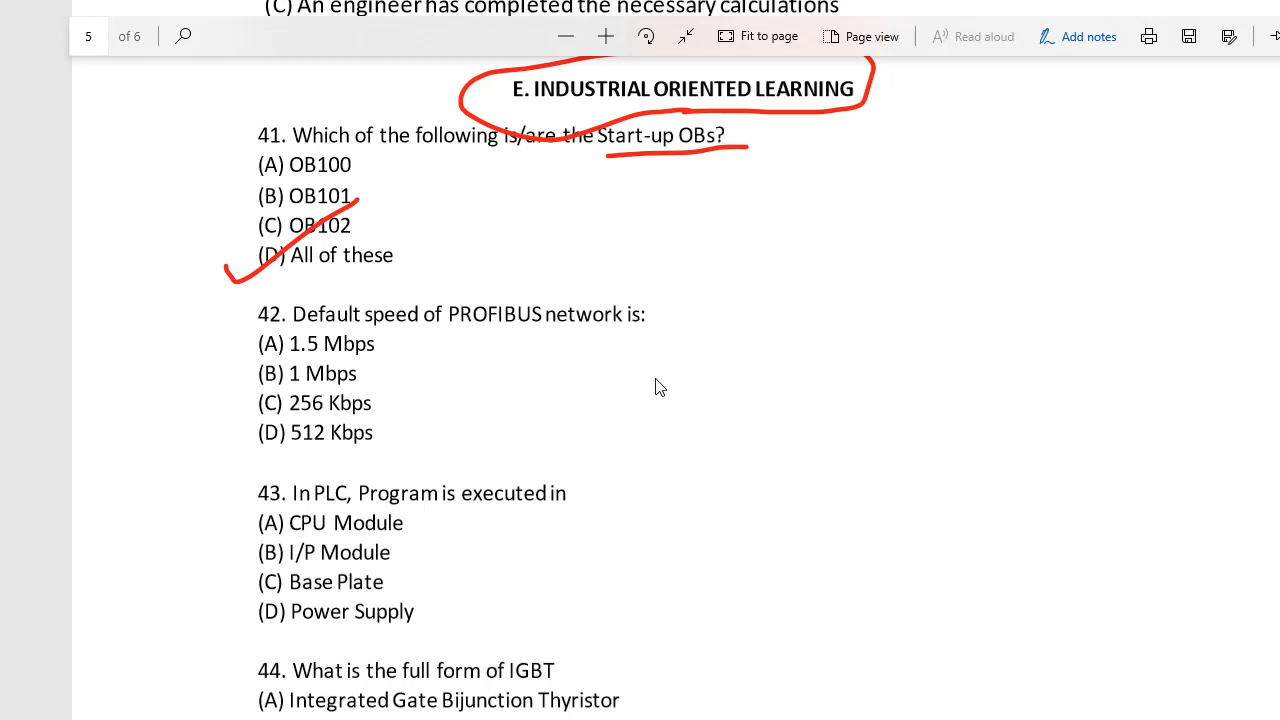 (C) An engineer has completed the necessary calculations
5 of 6 Fit to page Page view Read aloud Add notes
E. INDUSTRIAL ORIENTED LEARNING
41. Which of the following is/are the Start-up OBs?
(A) OB100
(B) OB101
(C) OB102
(D) All of these
42. Default speed of PROFIBUS network is:
(A) 1.5 Mbps
(B) 1 Mbps
(C) 256 Kbps
(D) 512 Kbps
43. In PLC, Program is executed in
(A) CPU Module
(B) I/P Module
(C) Base Plate
(D) Power Supply
44. What is the full form of IGBT
(A) Integrated Gate Bijunction Thyristor